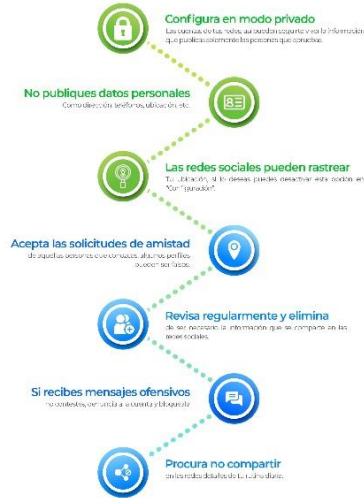 Configura en modo privado
Las cuentas de tus redes, así pueden seguirte y ver la información
que publicas solamente las personas que apruebas.
No publiques datos personales
Como dirección, teléfonos, ubicación, etc.
Las redes sociales pueden rastrear
Tu ubicación, si lo deseas puedes desactivar esta opción en
"Configuración".
Acepta las solicitudes de amistad
de aquellas personas que conozcas, algunos perfiles
pueden ser falsos.
Revisa regularmente y elimina
de ser necesario la información que se comparte en las
redes sociales.
Si recibes mensajes ofensivos
no contestes, denuncia a la cuenta y bloquéala
Procura no compartir
en las redes detalles de tu rutina diaria.